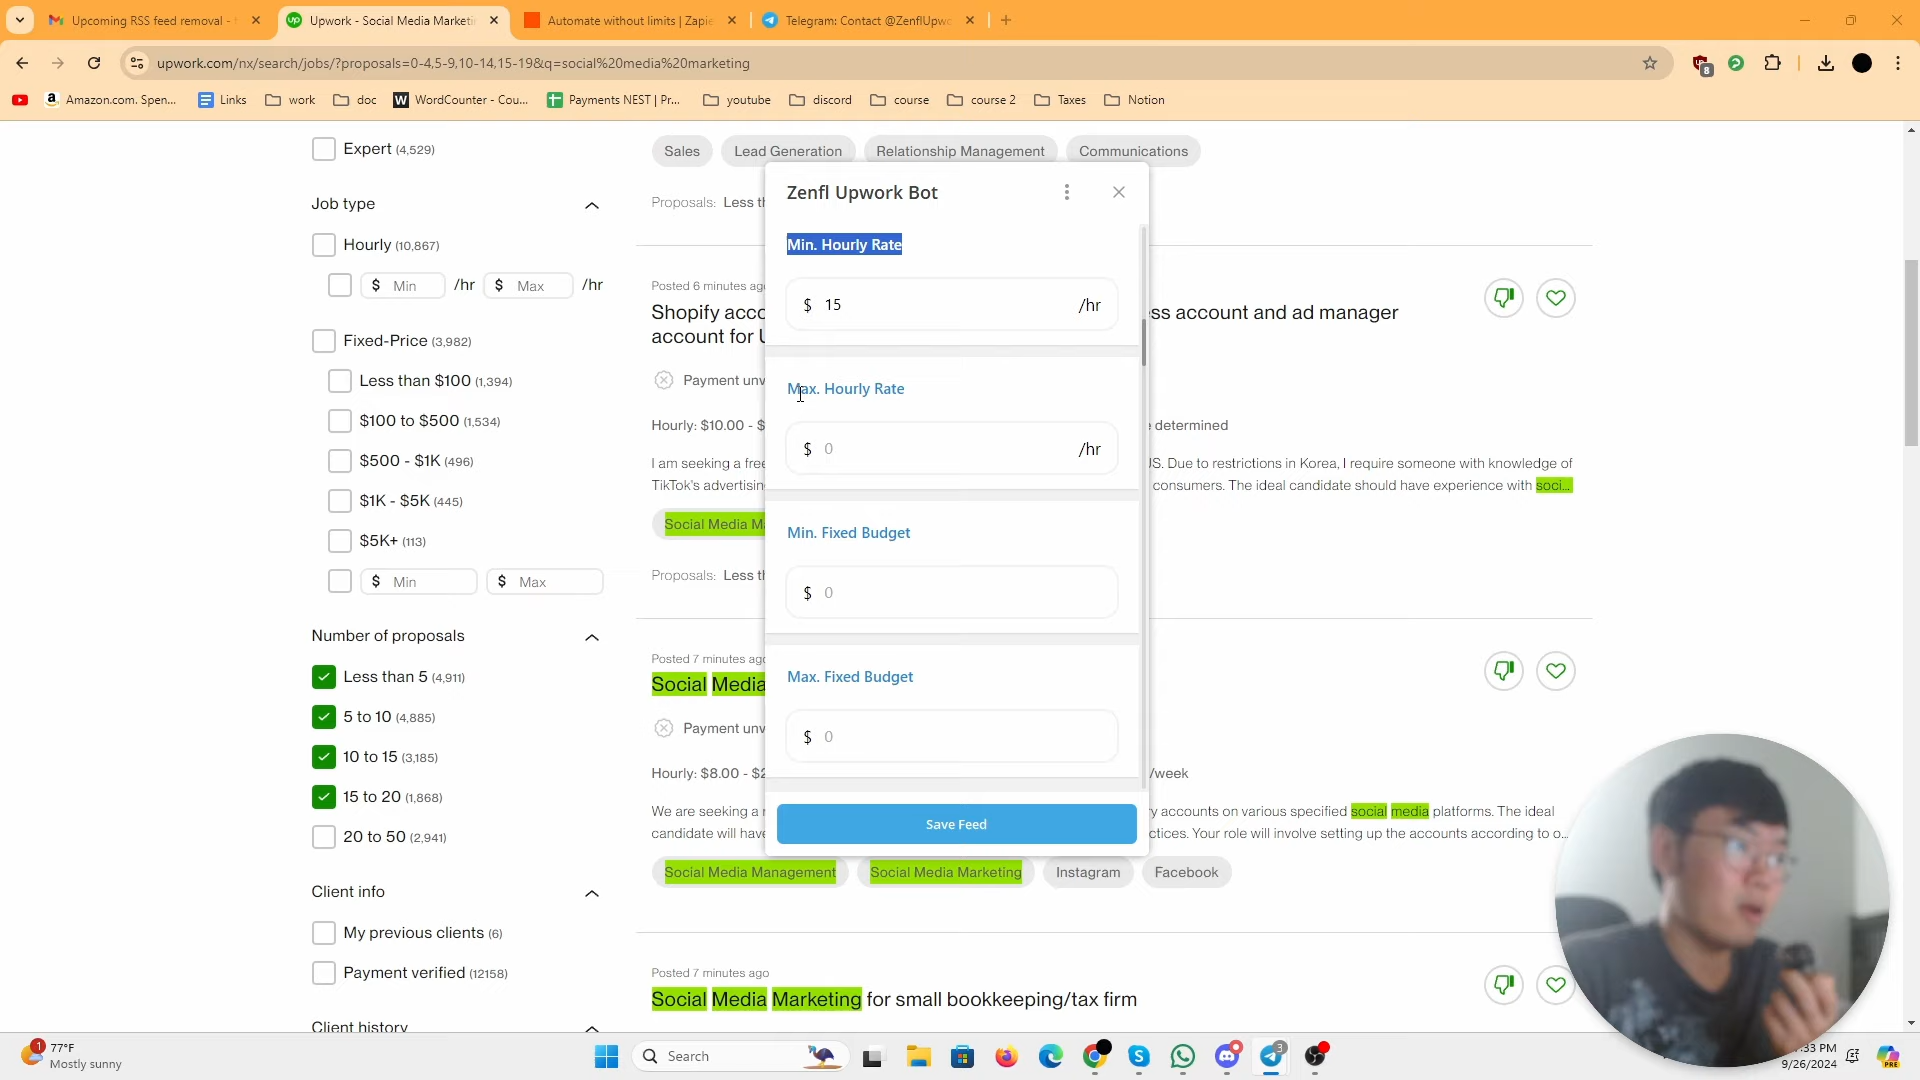 Upcoming RSS feed removal -
Upwork - Social Media Marketi
Automate without limits | Zapie
Telegram: Contact @ZenflUpwo
upwork.com/nx/search/jobs/?proposals=0-4,5-9,10-14,15-19&q=social%20media%20marketing
8
Amazon.com. Spen...
Links
work
doc
WordCounter - Cou...
Payments NEST | Pr...
youtube
discord
course
course 2
Taxes
Notion
Expert (4,529)
Job type
Hourly (10,867)
$ Min /hr $ Max /hr
Fixed-Price (3,982)
Less than $100 (1,394)
$100 to $500 (1,534)
$500 - $1K (496)
$1K - $5K (445)
$5K+ (113)
$ Min $ Max
Number of proposals
Less than 5 (4,911)
5 to 10 (4,885)
10 to 15 (3,185)
15 to 20 (1,868)
20 to 50 (2,941)
Client info
My previous clients (6)
Payment verified (12158)
Client history
Sales
Lead Generation
Relationship Management
Communications
Proposals: Less th
Posted 6 minutes ago
Shopify acco ss account and ad manager
account for U
Payment unv
Hourly: $10.00 - $ e determined
I am seeking a free JS. Due to restrictions in Korea, I require someone with knowledge of
TikTok's advertisin consumers. The ideal candidate should have experience with soci...
Social Media M
Proposals: Less th
Posted 7 minutes ago
Social Media
Payment unv
Hourly: $8.00 - $2 /week
We are seeking a r y accounts on various specified social media platforms. The ideal
candidate will have ctices. Your role will involve setting up the accounts according to o...
Social Media Management
Social Media Marketing
Instagram
Facebook
Posted 7 minutes ago
Social Media Marketing for small bookkeeping/tax firm
Zenfl Upwork Bot
Min. Hourly Rate
$ 15 /hr
Max. Hourly Rate
$ 0 /hr
Min. Fixed Budget
$ 0
Max. Fixed Budget
$ 0
Save Feed
1
77°F
Mostly sunny
Search
3
:33 PM
9/26/2024
PRE